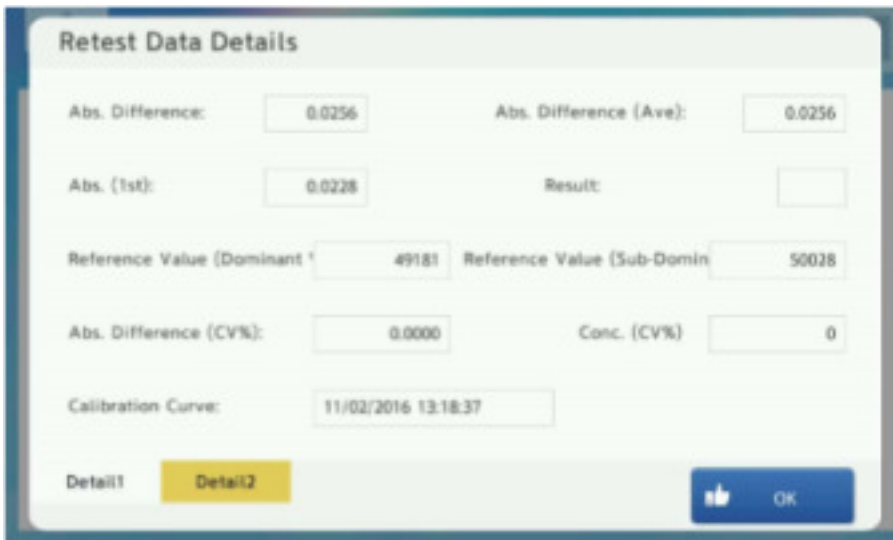 Retest Data Details
Abs. Difference: 0.0256 Abs. Difference (Ave): 0.0256
Abs. (1st): 0.0228 Result:
Reference Value (Dominant 49181 Reference Value (Sub-Domin 50028
Abs. Difference (CV%): 0.0000 Conc. (CV%) 0
Calibration Curve: 11/02/2016 13:18:37
Detail1 Detail2 OK